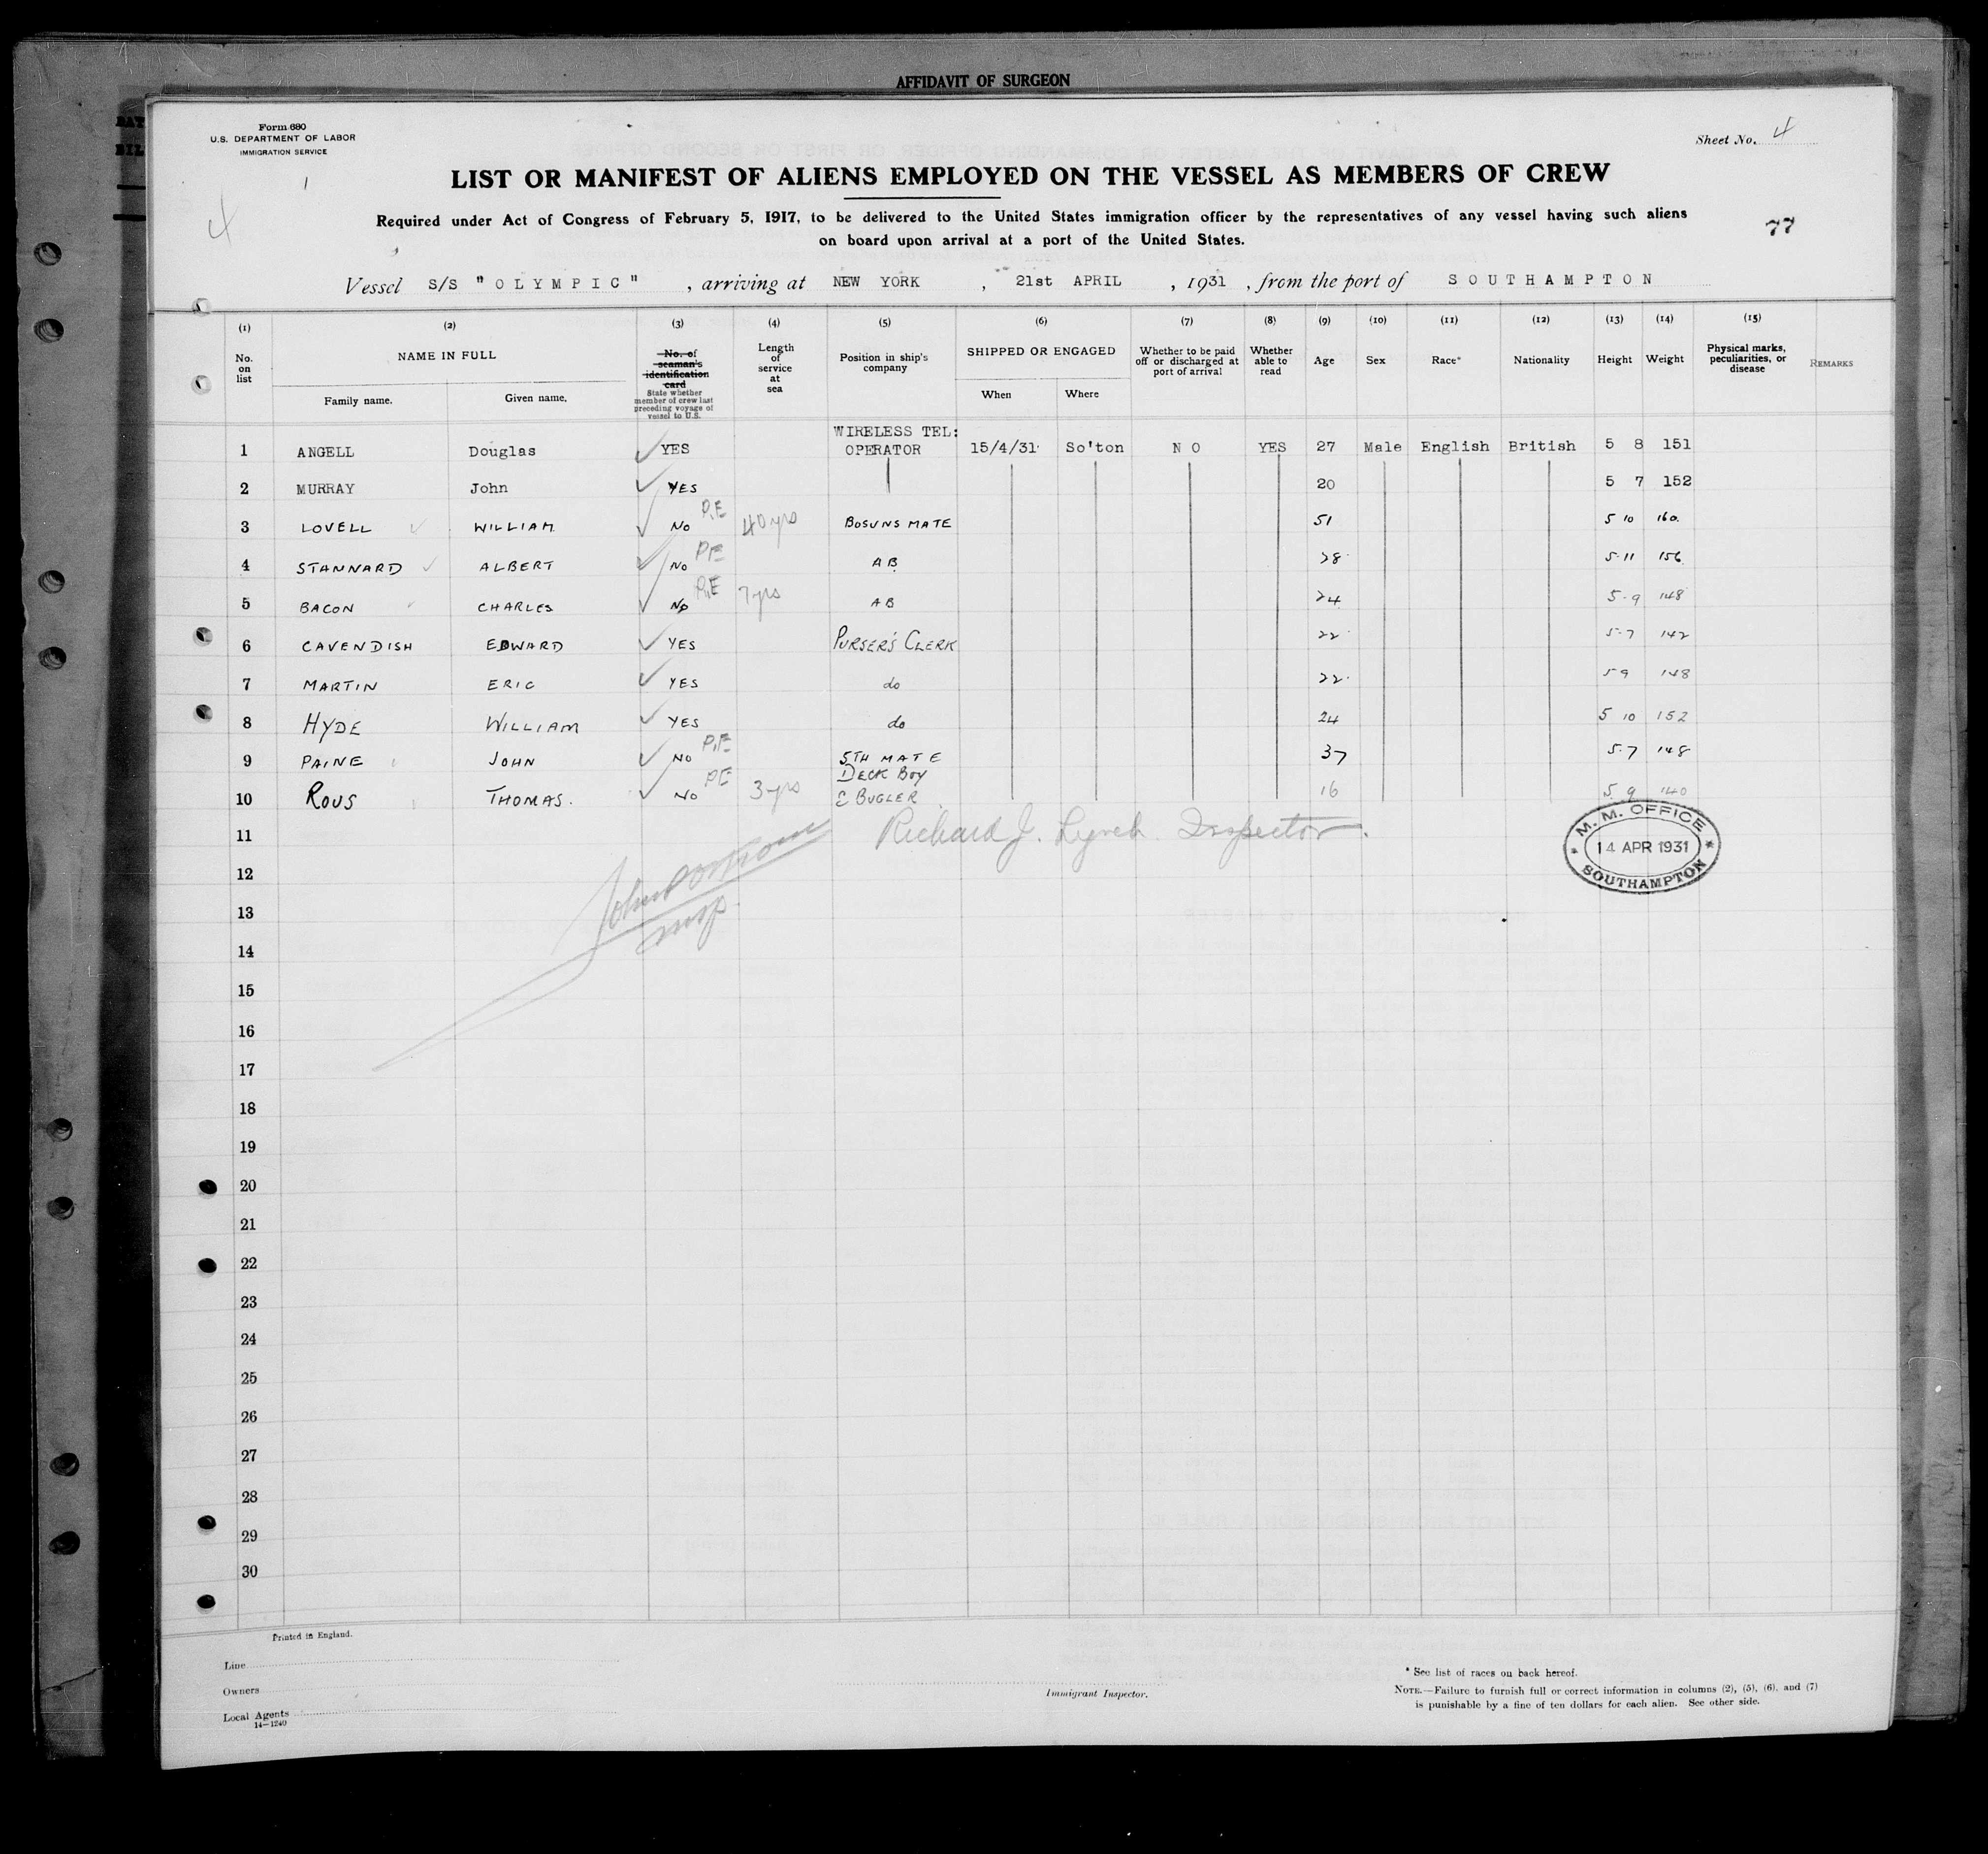 AFFIDAVIT OF SURGEON
Form 680
U.S. DEPARTMENT OF LABOR
IMMIGRATION SERVICE
Sheet No. 4
1
4
LIST OR MANIFEST OF ALIENS EMPLOYED ON THE VESSEL AS MEMBERS OF CREW
Required under Act of Congress of February 5, 1917, to be delivered to the United States immigration officer by the representatives of any vessel having such aliens
on board upon arrival at a port of the United States.
77
Vessel S/S "OLYMPIC" , arriving at NEW YORK , 21st APRIL , 1931 , from the port of SOUTHAMPTON
(1) (2) (3) (4) (5) (6) (7) (8) (9) (10) (11) (12) (13) (14) (15)
No. on list
NAME IN FULL
Family name. Given name.
No. of seaman's identification card
State whether member of crew last preceding voyage of vessel to U.S.
Length of service at sea
Position in ship's company
SHIPPED OR ENGAGED
When Where
Whether to be paid off or discharged at port of arrival
Whether able to read
Age
Sex
Race*
Nationality
Height
Weight
Physical marks, peculiarities, or disease
REMARKS
1 ANGELL Douglas YES WIRELESS TEL: OPERATOR 15/4/31 So'ton NO YES 27 Male English British 5 8 151
2 MURRAY John YES 20 5 7 152
3 LOVELL WILLIAM No P.E 40 yrs BOSUNS MATE 51 5 10 160.
4 STANNARD ALBERT No P.E A B 28 5-11 156
5 BACON CHARLES No P.E 7 yrs A B 24 5-9 148
6 CAVENDISH EDWARD YES PURSER'S CLERK 22 5-7 142
7 MARTIN ERIC YES do 22 5 9 148
8 HYDE WILLIAM YES do 24 5 10 152
9 PAINE JOHN NO P.E 5TH MATE 37 5-7 148
10 ROUS THOMAS. No P.E 3 yrs DECK BOY & BUGLER 16 5 9 140
Richard J. Lynch. Inspector.
John
Insp
M. M. OFFICE
14 APR 1931
SOUTHAMPTON
11
12
13
14
15
16
17
18
19
20
21
22
23
24
25
26
27
28
29
30
Printed in England.
Line
Owners
Local Agents
14—1240
Immigrant Inspector.
* See list of races on back hereof.
NOTE.—Failure to furnish full or correct information in columns (2), (5), (6), and (7)
is punishable by a fine of ten dollars for each alien. See other side.